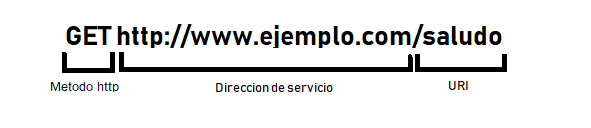 GET http://www.ejemplo.com/saludo
Metodo http Direccion de servicio URI